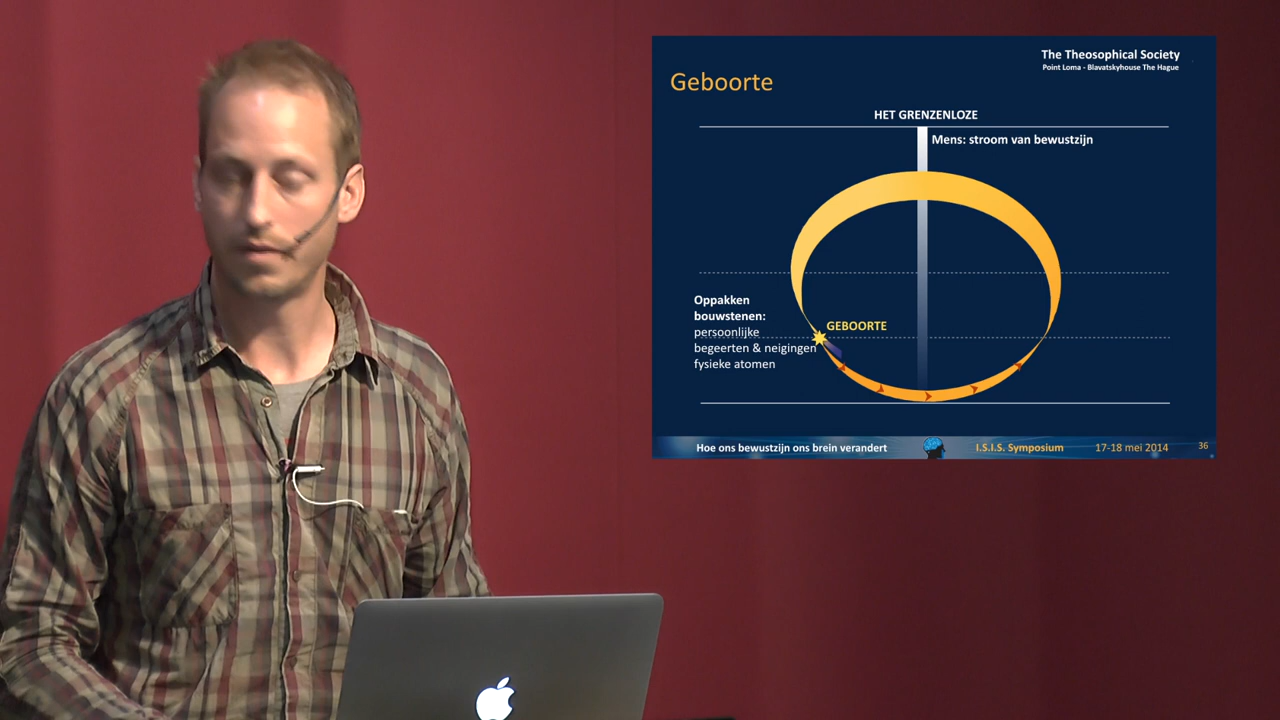 The Theosophical Society
Point Loma - Blavatskyhouse The Hague
Geboorte
HET GRENZENLOZE
Mens: stroom van bewustzijn
Oppakken
bouwstenen:
persoonlijke
begeerten & neigingen
fysieke atomen
GEBOORTE
Hoe ons bewustzijn ons brein verandert
I.S.I.S. Symposium
17-18 mei 2014
36